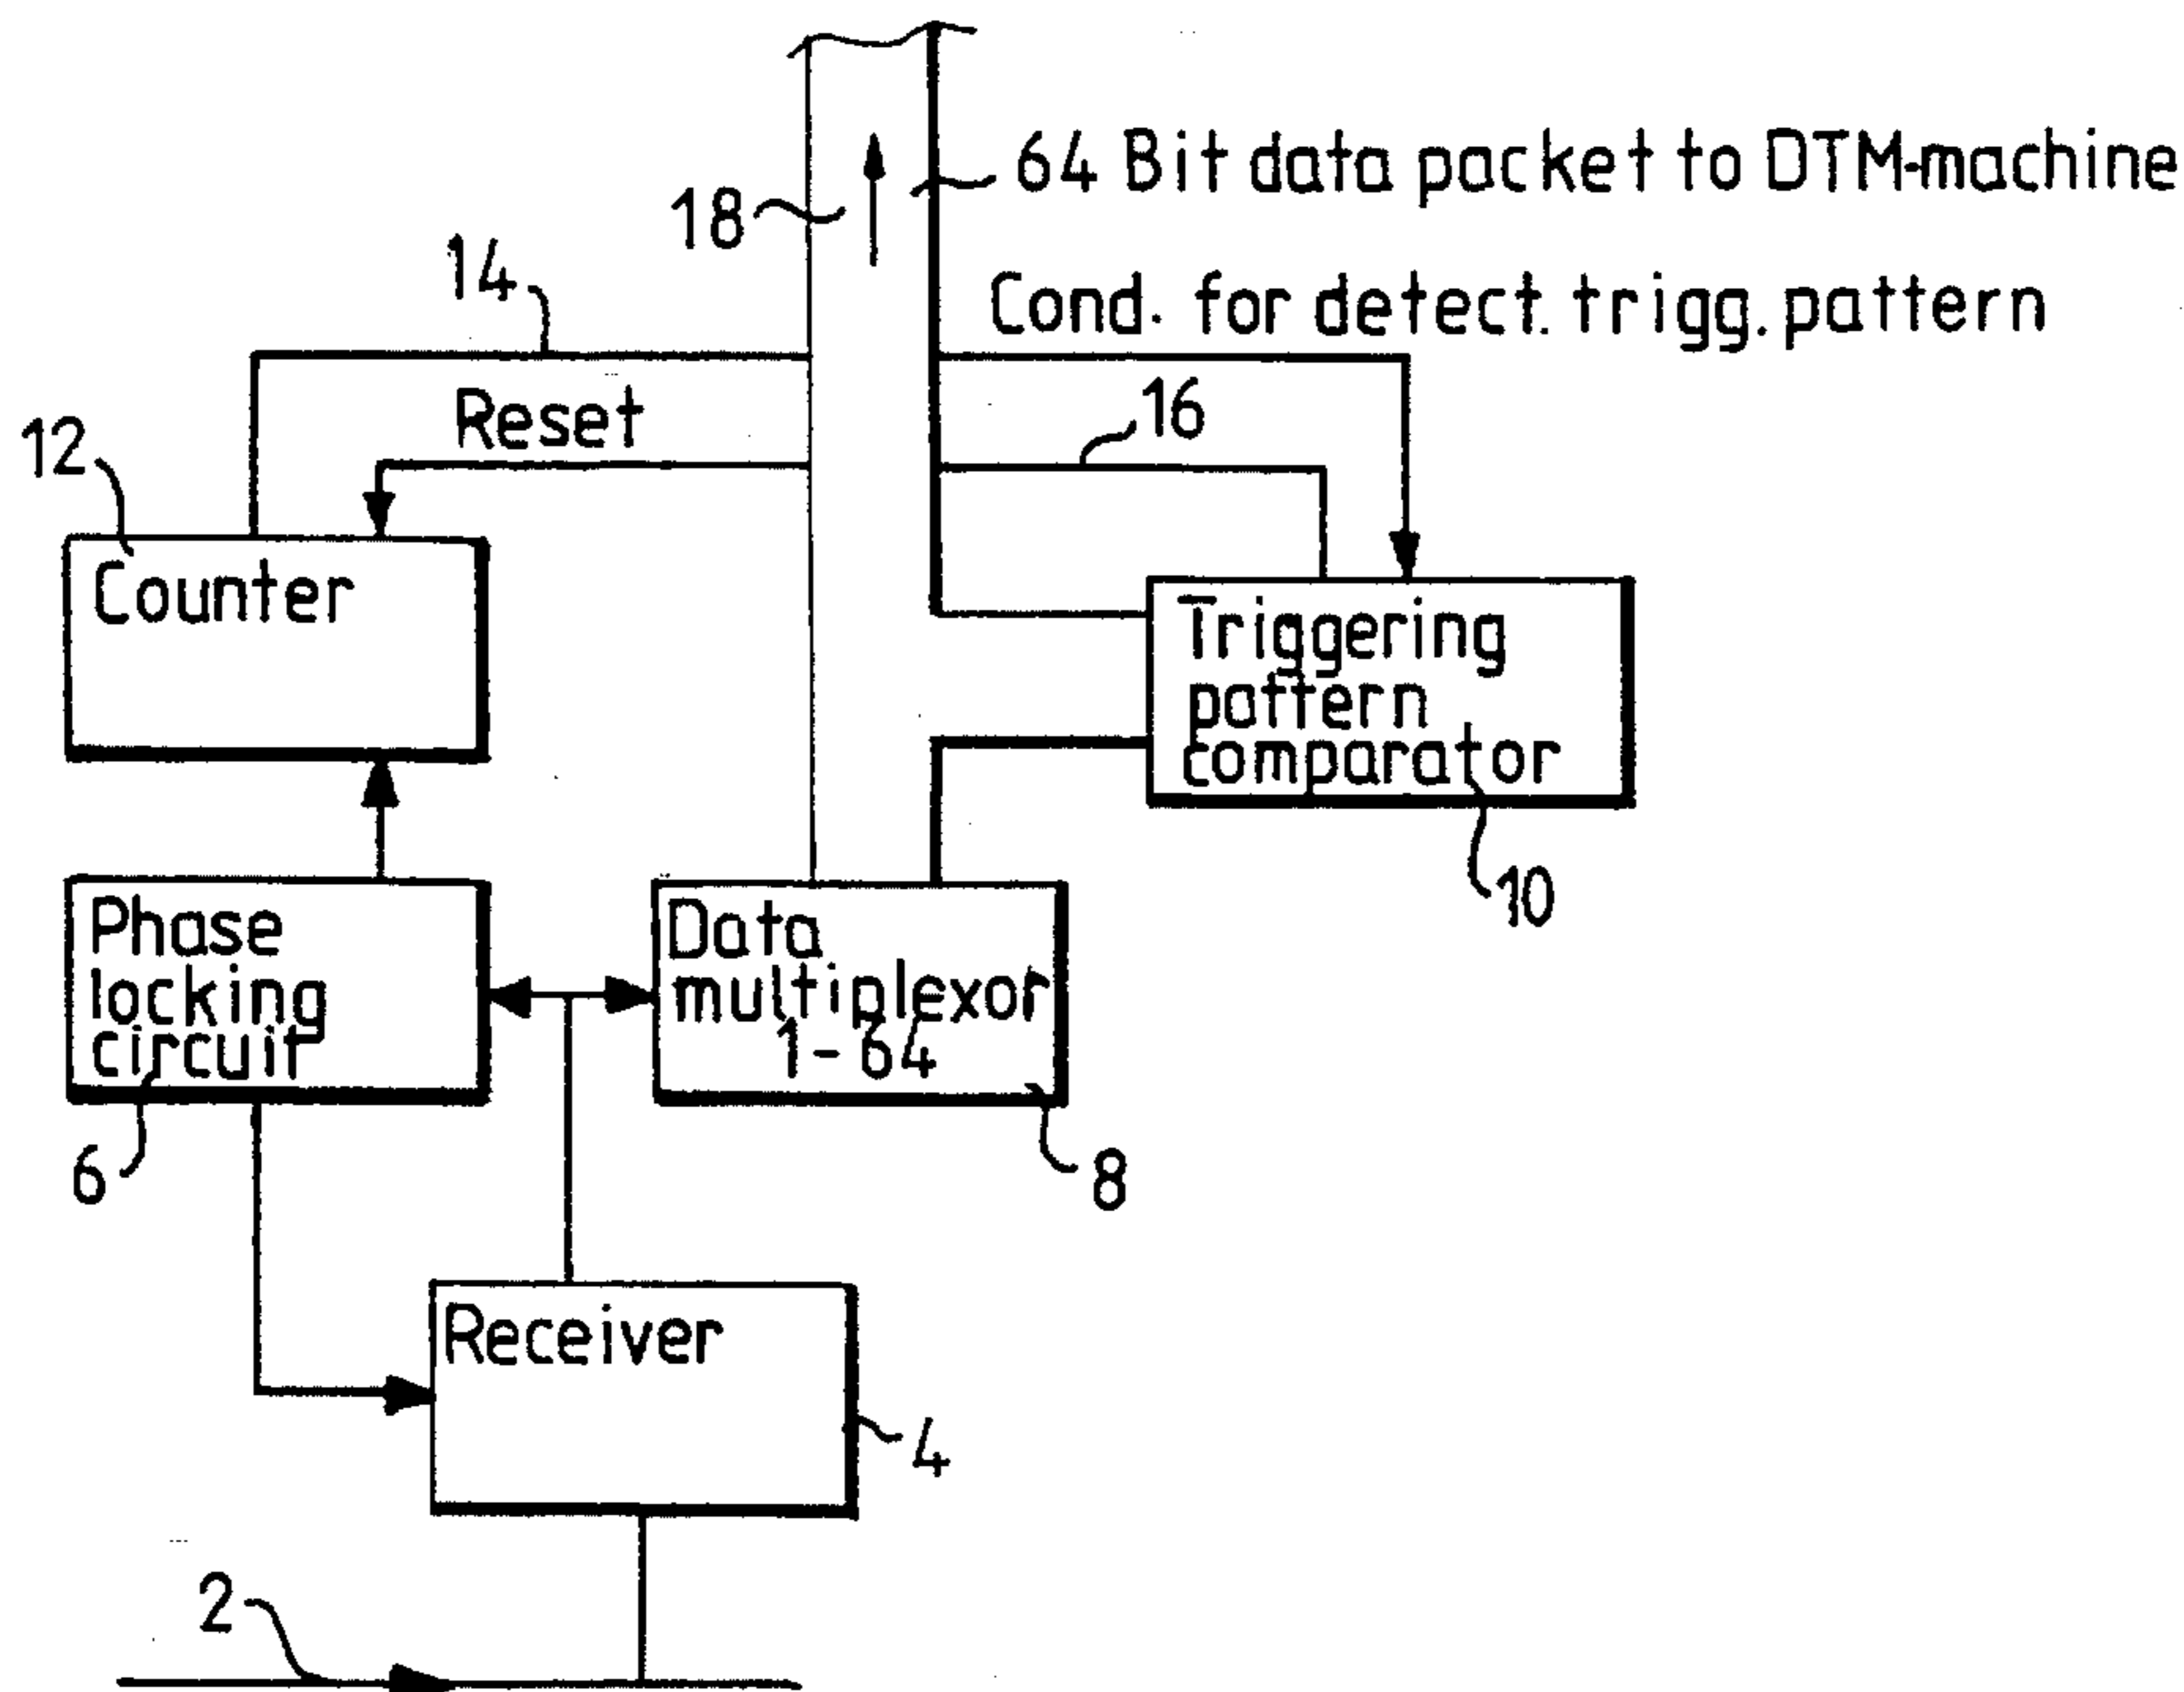 64 Bit data packet to DTM-machine
18
14
Cond. for detect. trigg. pattern
Reset
16
12
Counter
Triggering
pattern
comparator
10
Phase
locking
circuit
Data
multiplexor
1-64
6
8
Receiver
4
2